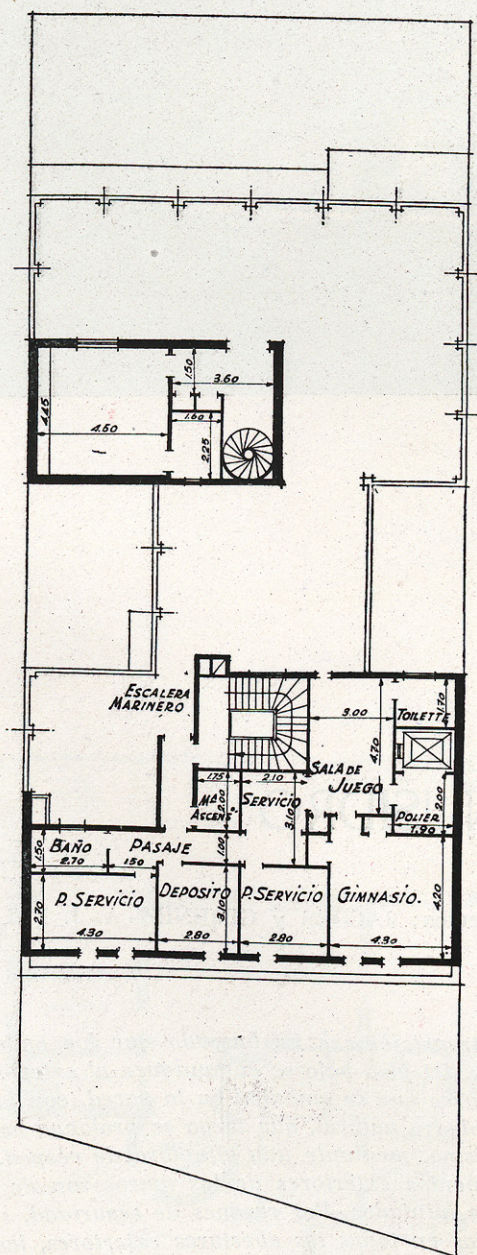 1.50
3.60
4.45
4.60
1.60
2.25
ESCALERA
MARINERO
3.00
1.70
TOILETTE
4.70
SALA DE
JUEGO
1.75
2.10
Mª
ASCENS.
2.00
SERVICIO
3.10
2.00
POLIER
1.90
BAÑO
PASAJE
1.00
1.50
2.70
1.50
P. SERVICIO
DEPOSITO
P. SERVICIO
GIMNASIO.
2.70
3.10
4.20
4.30
2.80
2.80
4.30